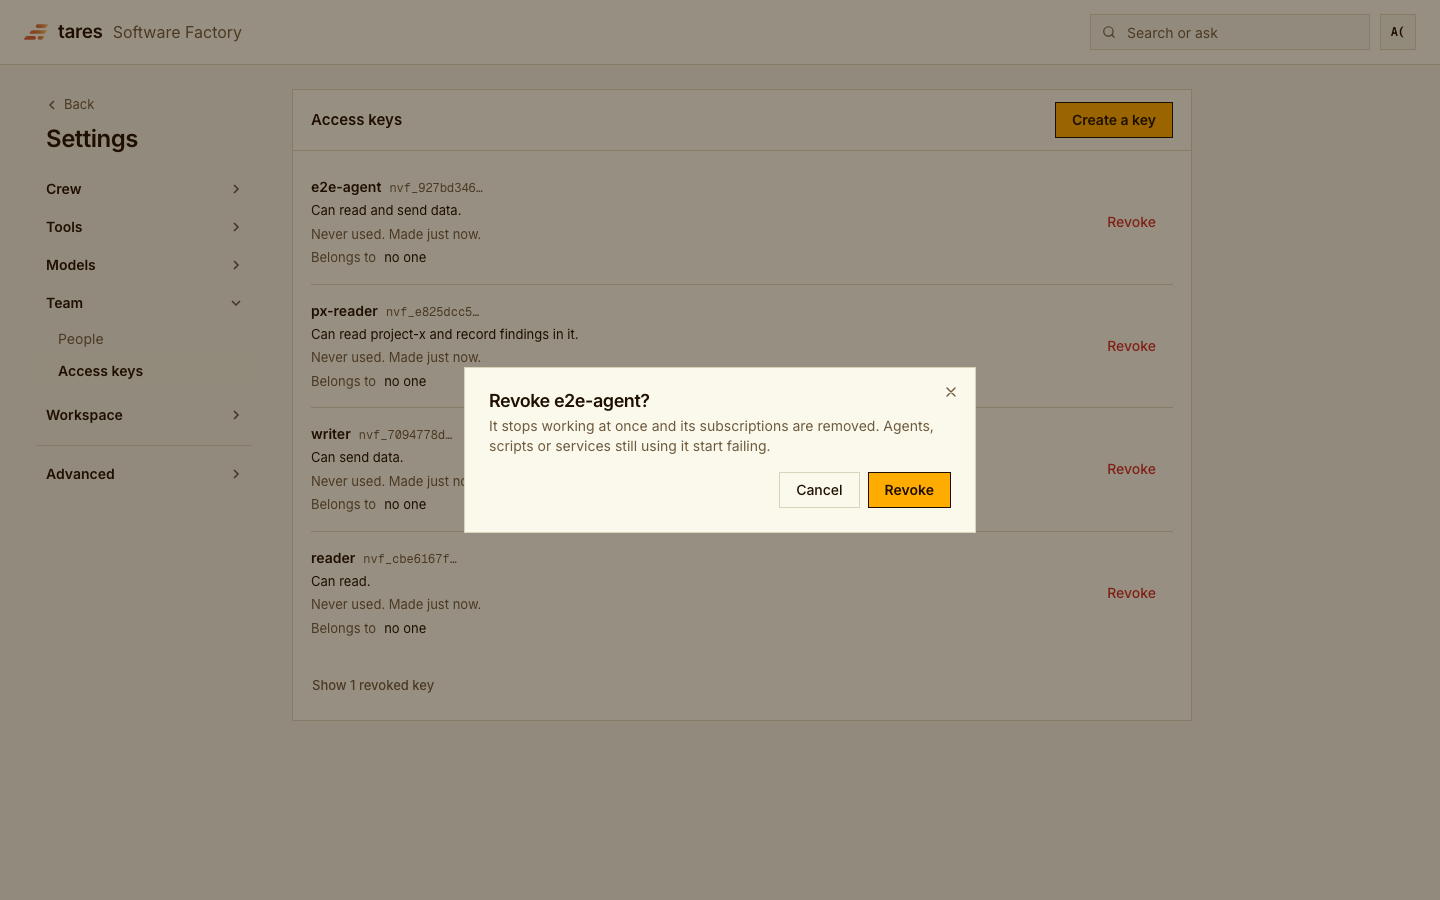 tares Software Factory
Search or ask
A(
Back
Settings
Crew
Tools
Models
Team
People
Access keys
Workspace
Advanced
Access keys
Create a key
e2e-agent nvf_927bd346…
Can read and send data.
Never used. Made just now.
Belongs to no one
Revoke
px-reader nvf_e825dcc5…
Can read project-x and record findings in it.
Never used. Made just now.
Belongs to no one
Revoke
writer nvf_7094778d…
Can send data.
Never used. Made just
Belongs to no one
Revoke
reader nvf_cbe6167f…
Can read.
Never used. Made just now.
Belongs to no one
Revoke
Show 1 revoked key
Revoke e2e-agent?
It stops working at once and its subscriptions are removed. Agents,
scripts or services still using it start failing.
Cancel
Revoke